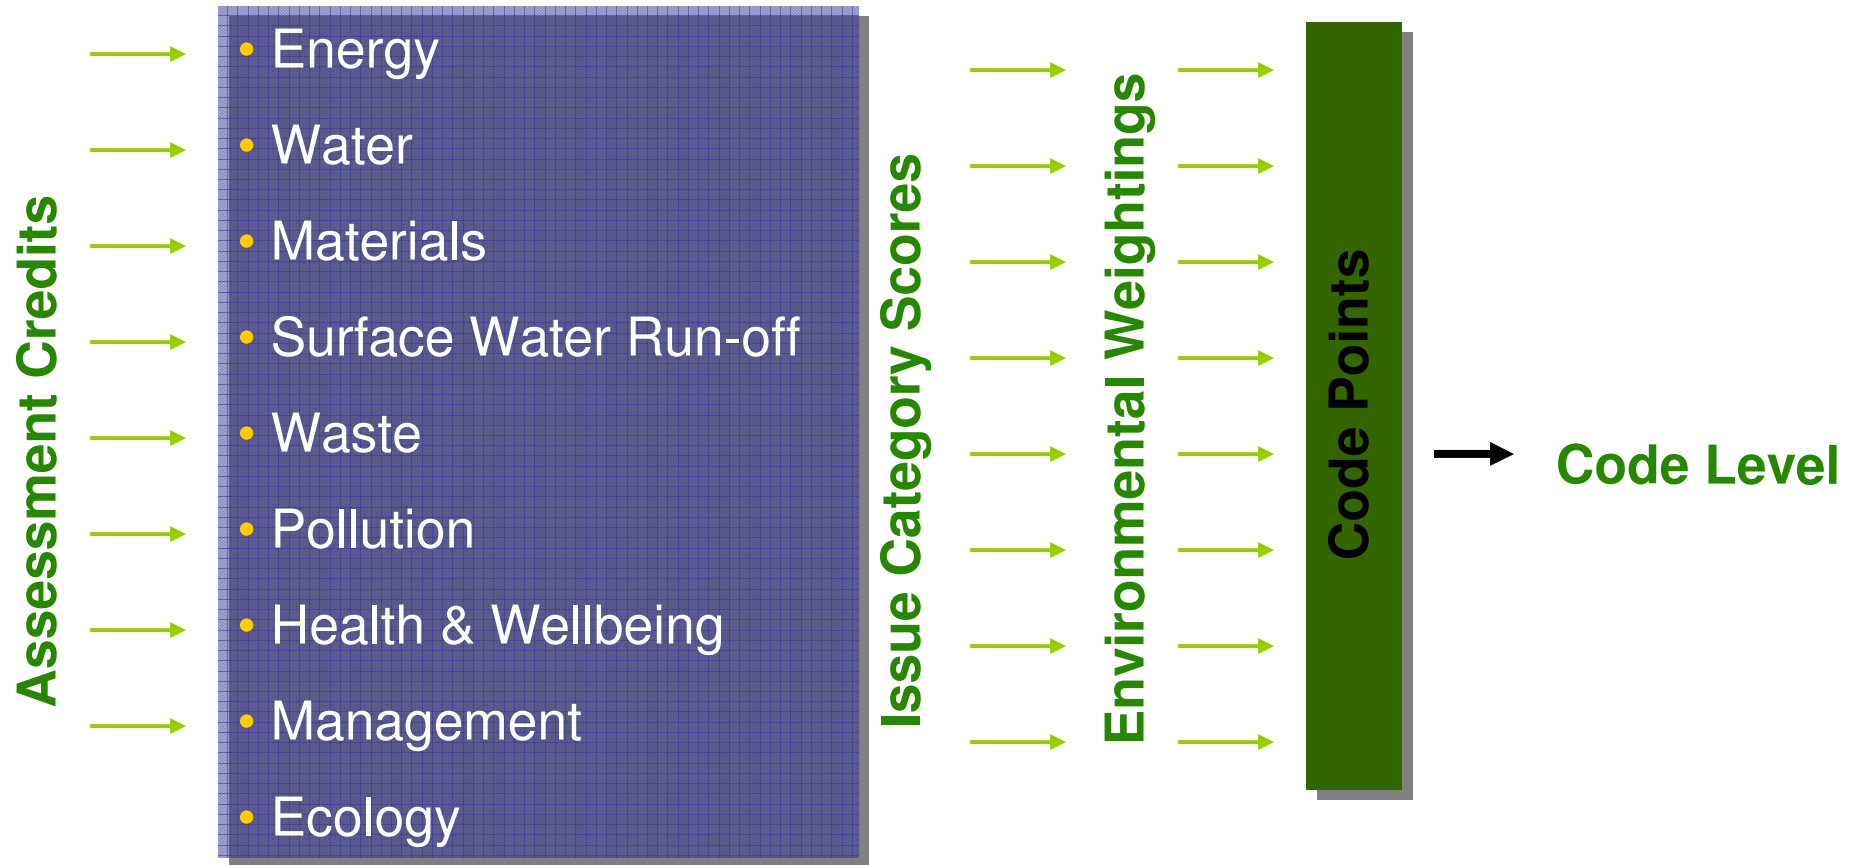 Assessment Credits
• Energy
• Water
• Materials
• Surface Water Run-off
• Waste
• Pollution
• Health & Wellbeing
• Management
• Ecology
Issue Category Scores
Environmental Weightings
Code Points
Code Level